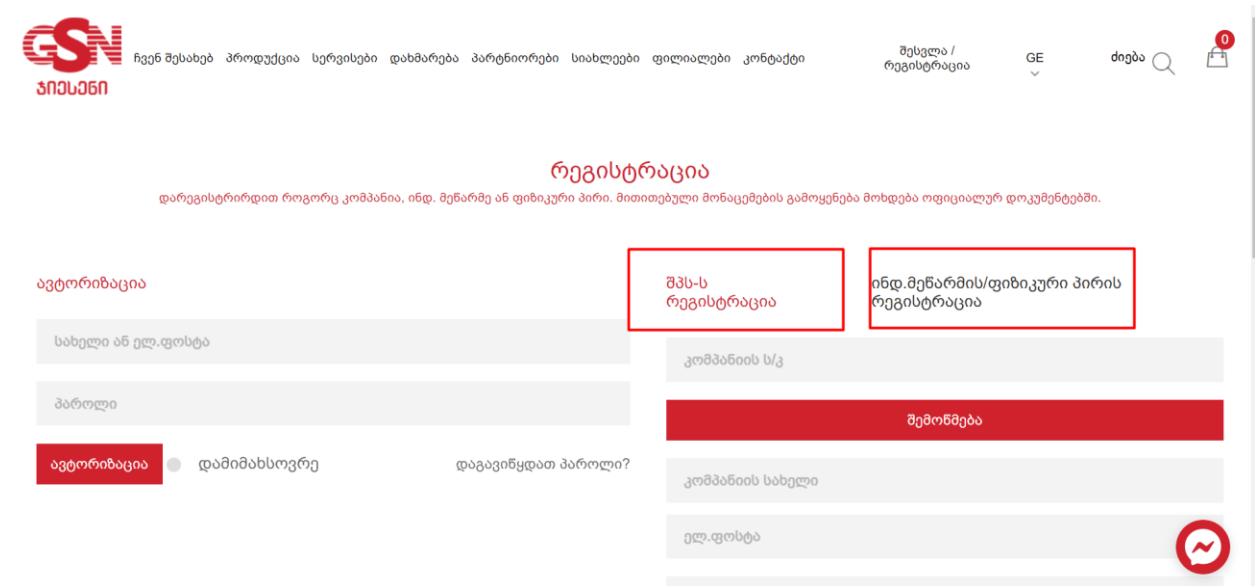 GSN
ჯიესენი
ჩვენ შესახებ პროდუქცია სერვისები დახმარება პარტნიორები სიახლეები ფილიალები კონტაქტი
შესვლა /
რეგისტრაცია
GE
ძიება
0
რეგისტრაცია
დარეგისტრირდით როგორც კომპანია, ინდ. მეწარმე ან ფიზიკური პირი. მითითებული მონაცემების გამოყენება მოხდება ოფიციალურ დოკუმენტებში.
ავტორიზაცია
სახელი ან ელ.ფოსტა
პაროლი
ავტორიზაცია
დამიმახსოვრე
დაგავიწყდათ პაროლი?
შპს-ს
რეგისტრაცია
ინდ.მეწარმის/ფიზიკური პირის
რეგისტრაცია
კომპანიის ს/კ
შემოწმება
კომპანიის სახელი
ელ.ფოსტა